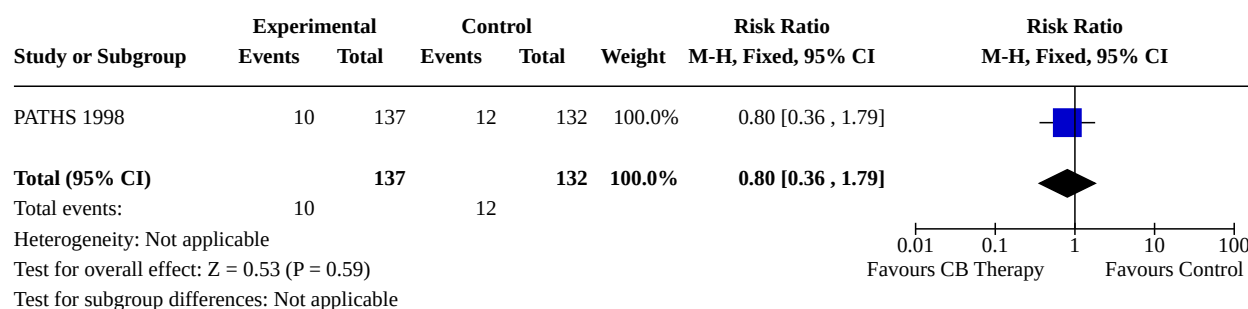 Experimental Control Risk Ratio Risk Ratio
Study or Subgroup Events Total Events Total Weight M-H, Fixed, 95% CI M-H, Fixed, 95% CI
PATHS 1998 10 137 12 132 100.0% 0.80 [0.36 , 1.79]
Total (95% CI) 137 132 100.0% 0.80 [0.36 , 1.79]
Total events: 10 12
Heterogeneity: Not applicable
0.01 0.1 1 10 100
Test for overall effect: Z = 0.53 (P = 0.59)
Favours CB Therapy Favours Control
Test for subgroup differences: Not applicable